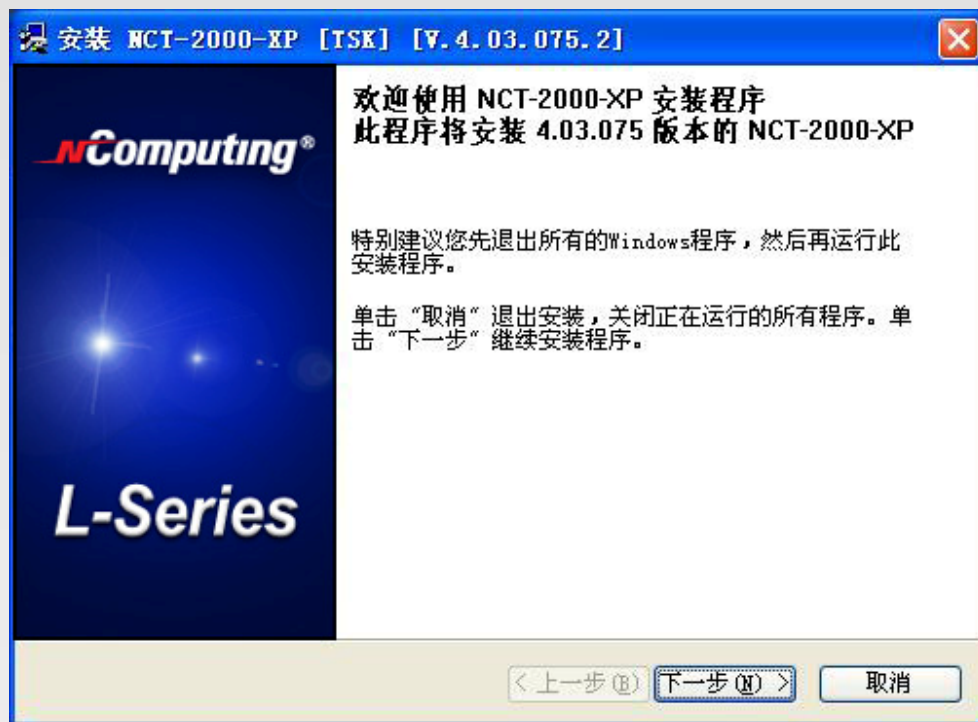 安装 NCT-2000-XP [TSK] [V.4.03.075.2]
NComputing®
L-Series
欢迎使用 NCT-2000-XP 安装程序
此程序将安装 4.03.075 版本的 NCT-2000-XP
特别建议您先退出所有的Windows程序，然后再运行此
安装程序。
单击“取消”退出安装，关闭正在运行的所有程序。单
击“下一步”继续安装程序。
< 上一步(B)
下一步(N) >
取消